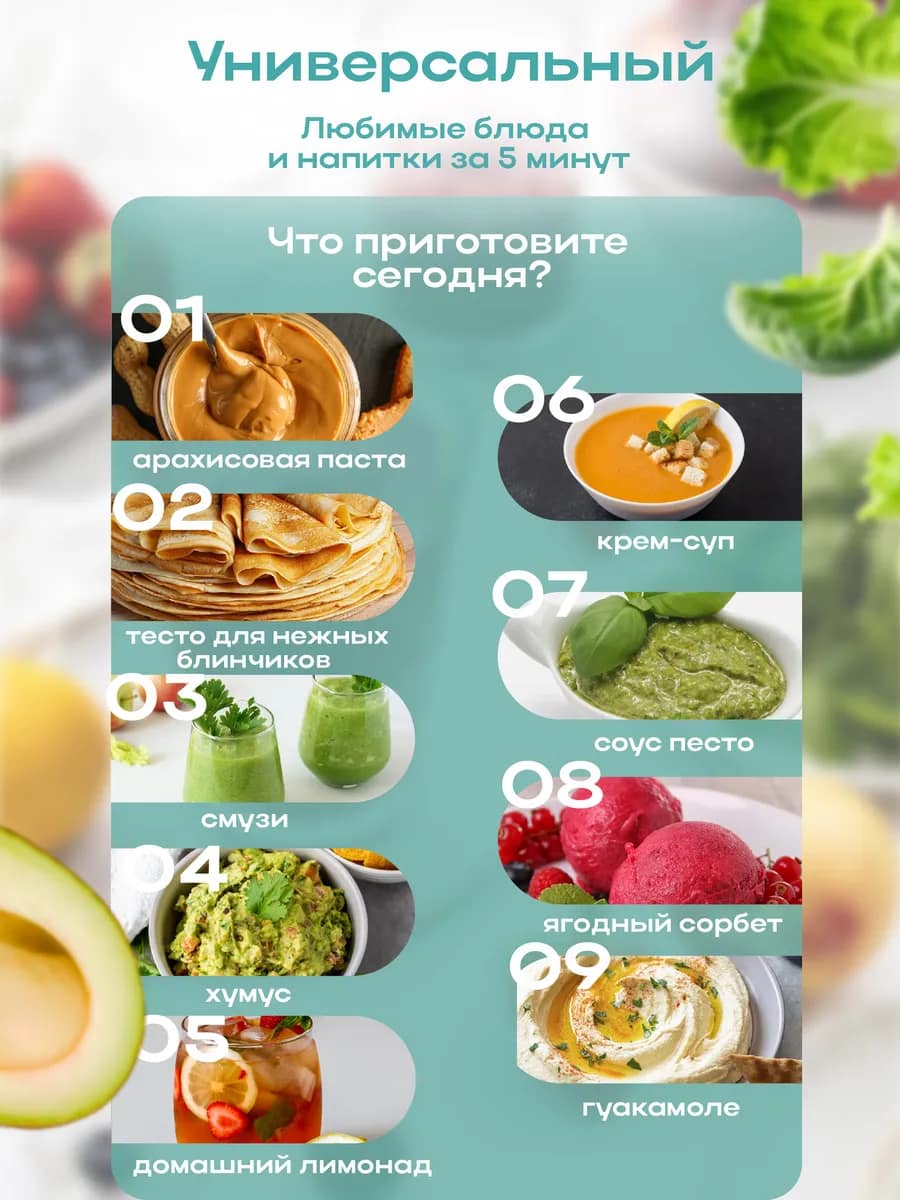 Универсальный
Любимые блюда
и напитки за 5 минут
Что приготовите
сегодня?
01
арахисовая паста
02
тесто для нежных
блинчиков
03
смузи
04
хумус
05
домашний лимонад
06
крем-суп
07
соус песто
08
ягодный сорбет
09
гуакамоле